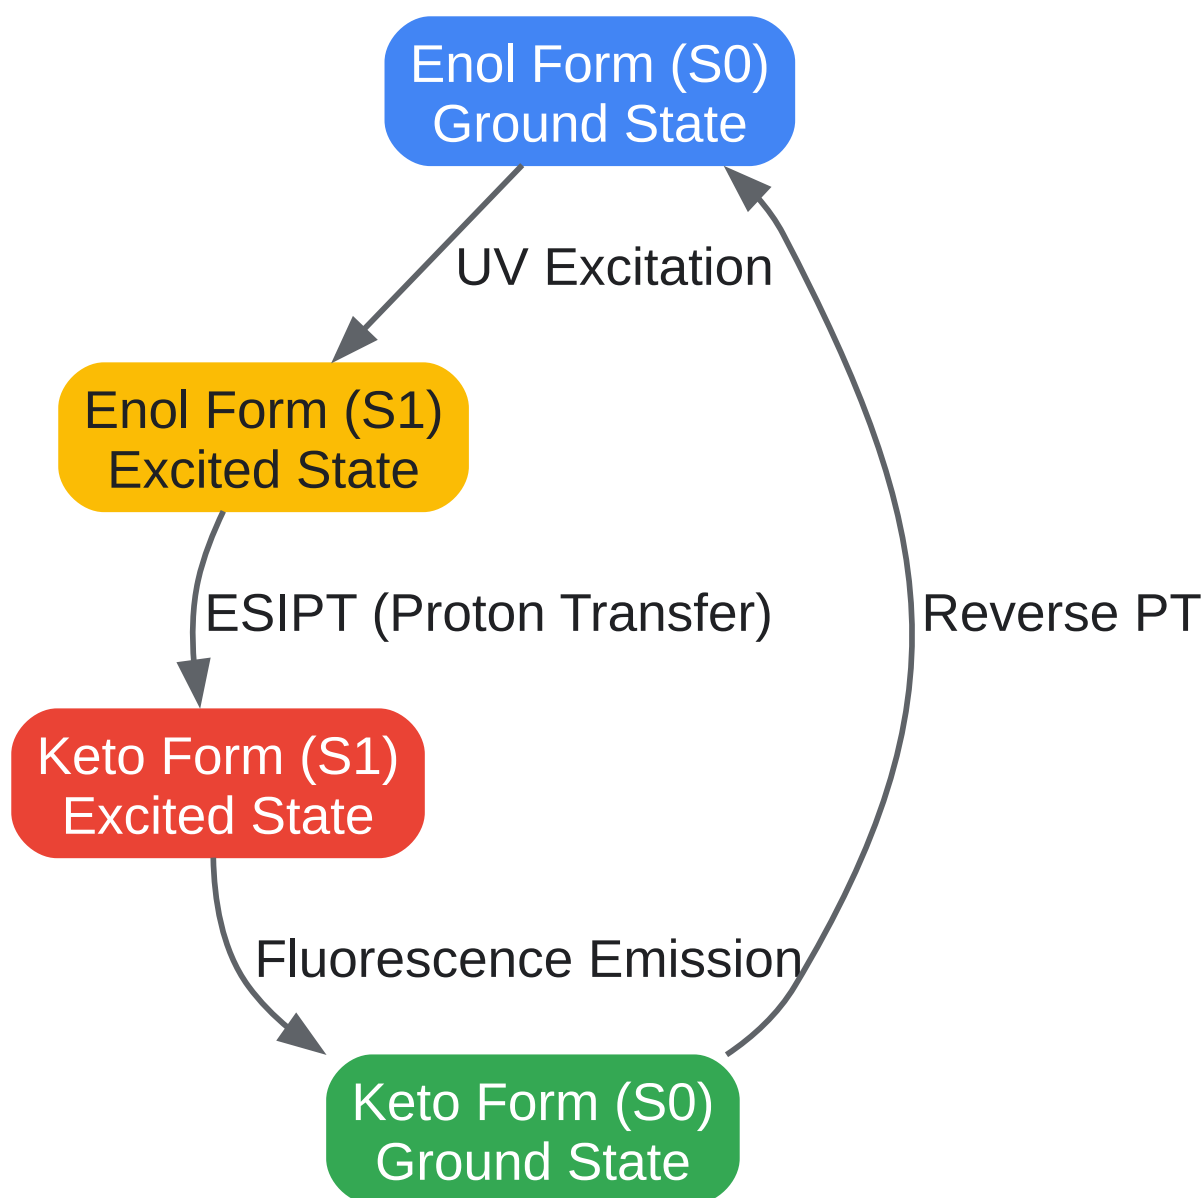 Enol Form (S0)
Ground State
UV Excitation
Enol Form (S1)
Excited State
ESIPT (Proton Transfer)
Reverse PT
Keto Form (S1)
Excited State
Fluorescence Emission
Keto Form (S0)
Ground State